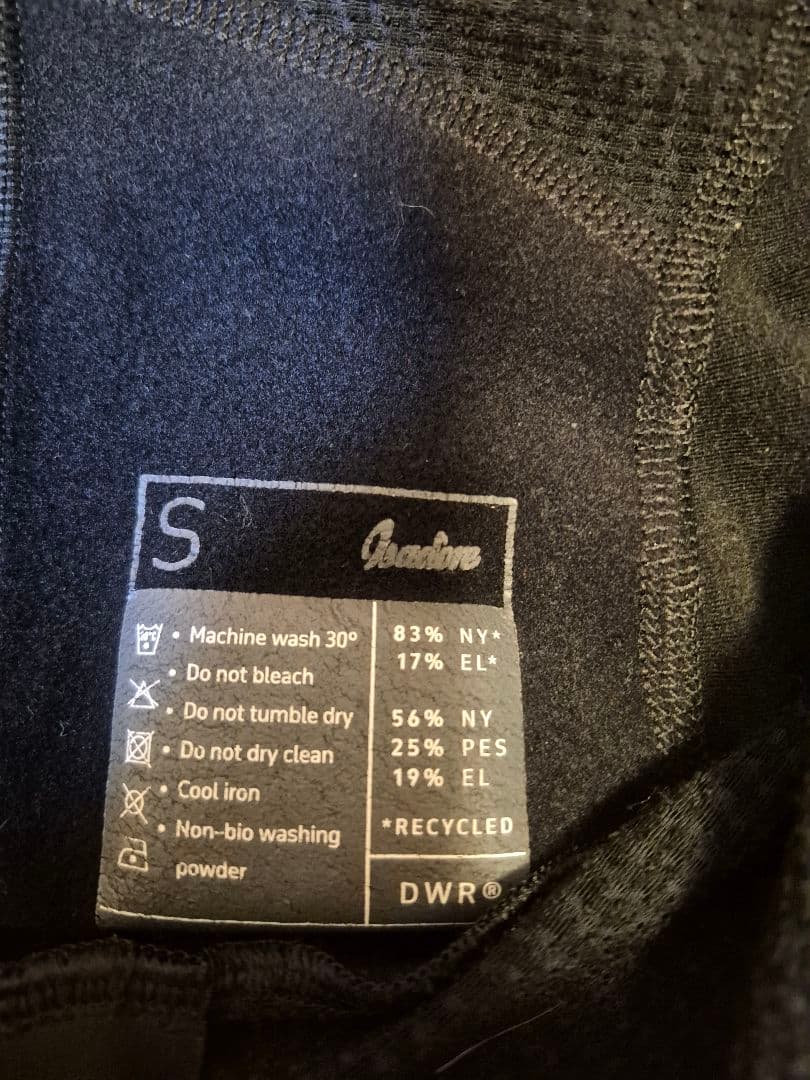 S
Isadore
• Machine wash 30°
• Do not bleach
• Do not tumble dry
• Do not dry clean
• Cool iron
• Non-bio washing
powder
83% NY*
17% EL*
56% NY
25% PES
19% EL
*RECYCLED
DWR®